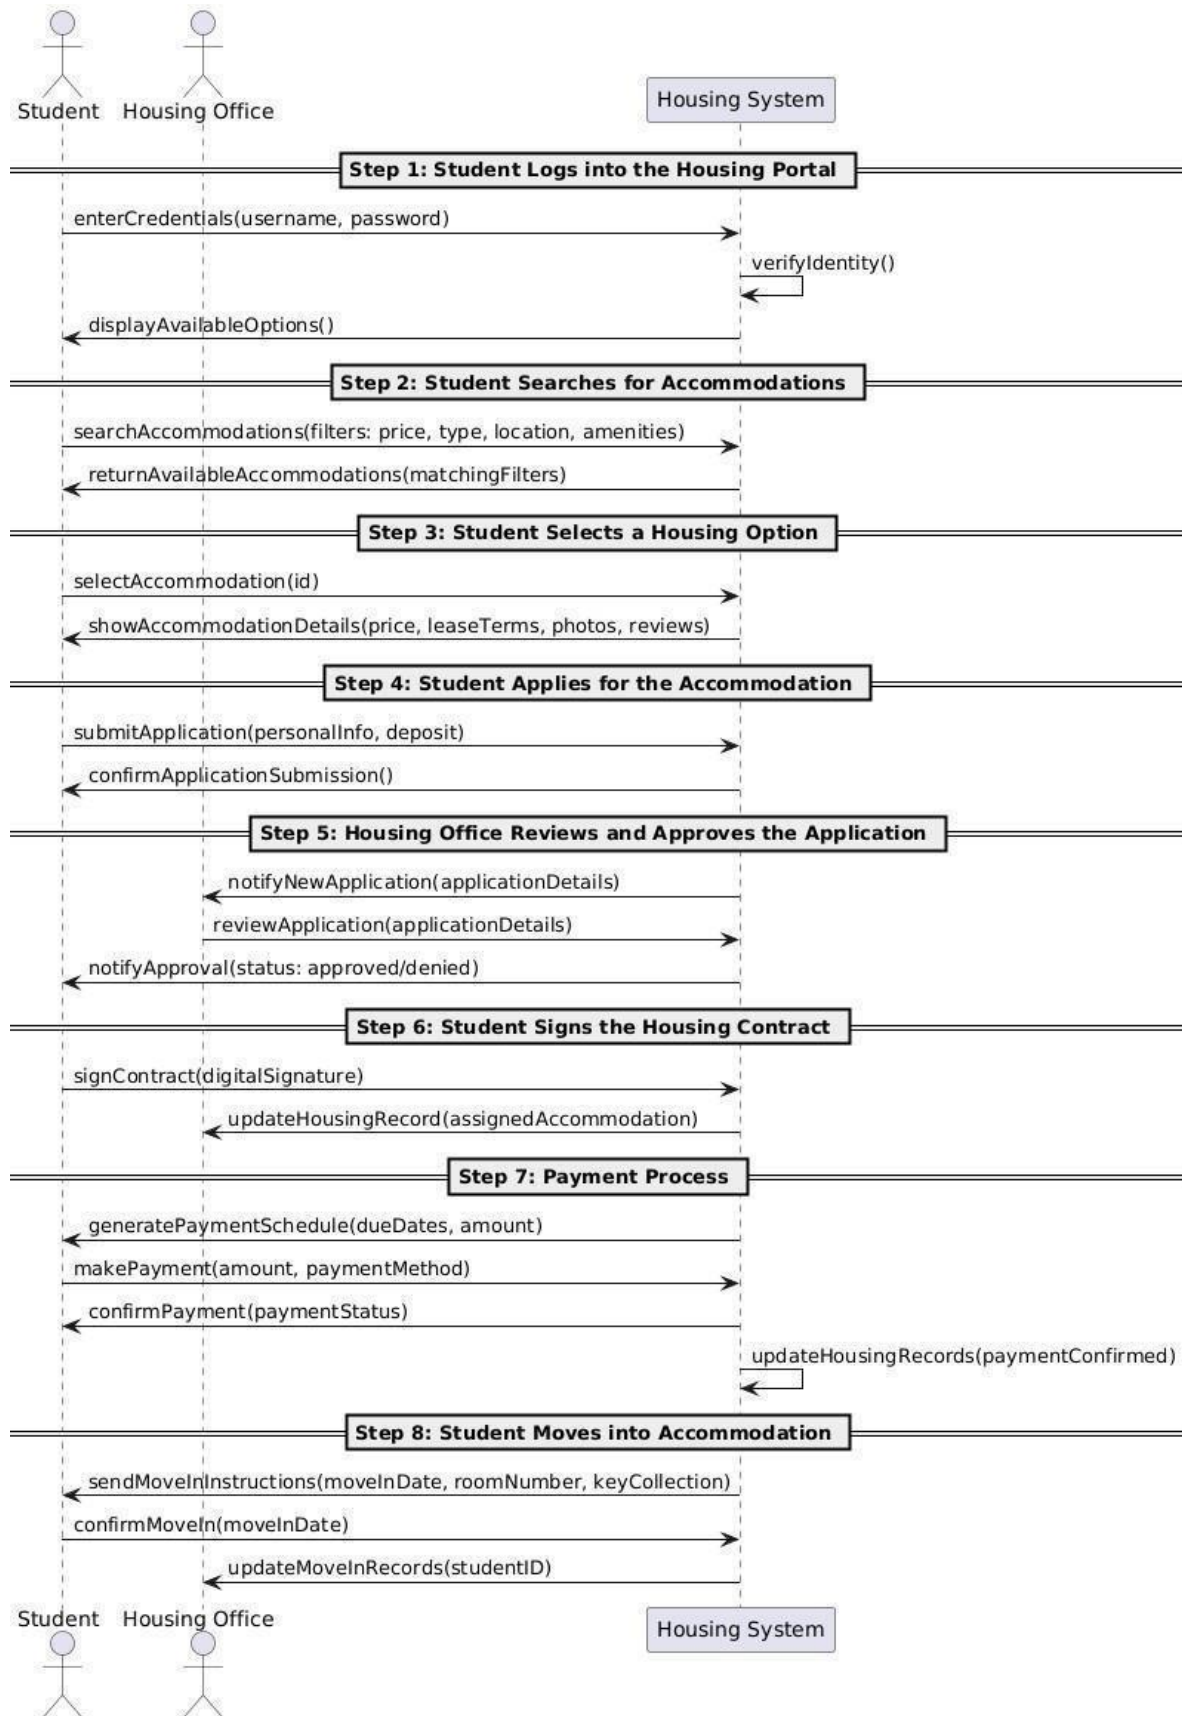 Student
Housing Office
Housing System
Step 1: Student Logs into the Housing Portal
enterCredentials(username, password)
verifyIdentity()
displayAvailableOptions()
Step 2: Student Searches for Accommodations
searchAccommodations(filters: price, type, location, amenities)
returnAvailableAccommodations(matchingFilters)
Step 3: Student Selects a Housing Option
selectAccommodation(id)
showAccommodationDetails(price, leaseTerms, photos, reviews)
Step 4: Student Applies for the Accommodation
submitApplication(personalInfo, deposit)
confirmApplicationSubmission()
Step 5: Housing Office Reviews and Approves the Application
notifyNewApplication(applicationDetails)
reviewApplication(applicationDetails)
notifyApproval(status: approved/denied)
Step 6: Student Signs the Housing Contract
signContract(digitalSignature)
updateHousingRecord(assignedAccommodation)
Step 7: Payment Process
generatePaymentSchedule(dueDates, amount)
makePayment(amount, paymentMethod)
confirmPayment(paymentStatus)
updateHousingRecords(paymentConfirmed)
Step 8: Student Moves into Accommodation
sendMoveInInstructions(moveInDate, roomNumber, keyCollection)
confirmMoveIn(moveInDate)
updateMoveInRecords(studentID)
Student
Housing Office
Housing System